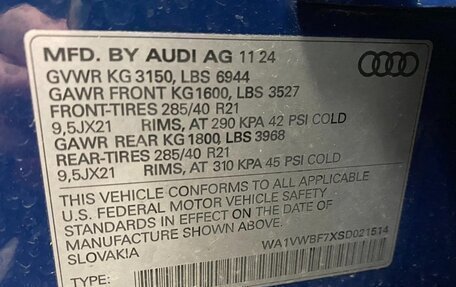 MFD. BY AUDI AG 11 24
GVWR KG 3150, LBS 6944
GAWR FRONT KG1600, LBS 3527
FRONT-TIRES 285/40 R21
9,5JX21 RIMS, AT 290 KPA 42 PSI COLD
GAWR REAR KG 1800, LBS 3968
REAR-TIRES 285/40 R21
9,5JX21 RIMS, AT 310 KPA 45 PSI COLD
THIS VEHICLE CONFORMS TO ALL APPLICABLE
U.S. FEDERAL MOTOR VEHICLE SAFETY
STANDARDS IN EFFECT ON THE DATE OF
MANUFACTURE SHOWN ABOVE.
SLOVAKIA WA1VWBF7XSD021514
TYPE: